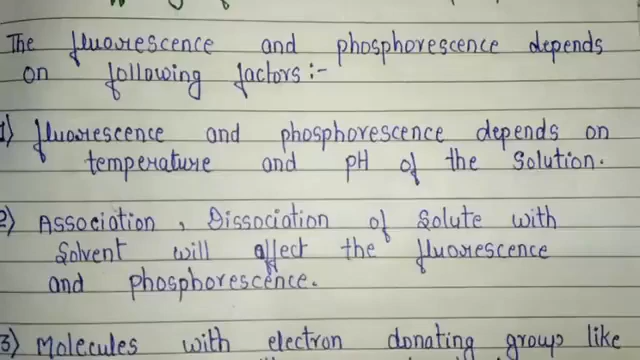 The fluorescence and phosphorescence depends
on following factors:-
1) fluorescence and phosphorescence depends on
temperature and pH of the solution.
2) Association, Dissociation of solute with
solvent will affect the fluorescence
and phosphorescence.
3) Molecules with electron donating group like